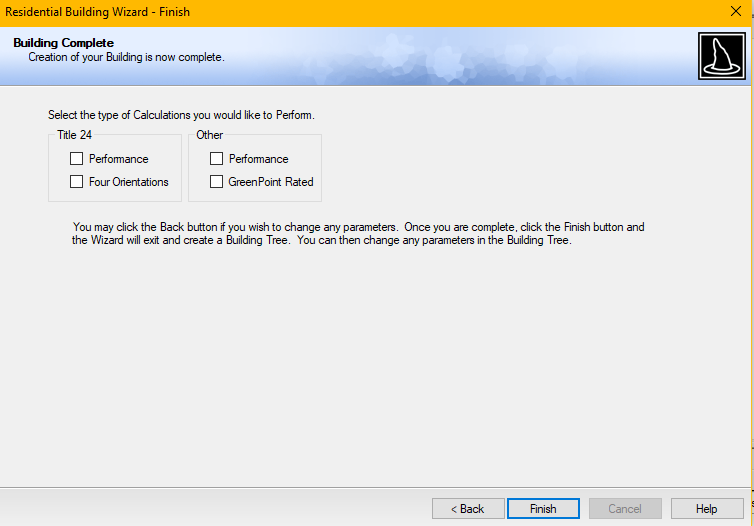 Residential Building Wizard - Finish
Building Complete
Creation of your Building is now complete.
Select the type of Calculations you would like to Perform.
Title 24
Performance
Four Orientations
Other
Performance
GreenPoint Rated
You may click the Back button if you wish to change any parameters. Once you are complete, click the Finish button and
the Wizard will exit and create a Building Tree. You can then change any parameters in the Building Tree.
< Back
Finish
Cancel
Help